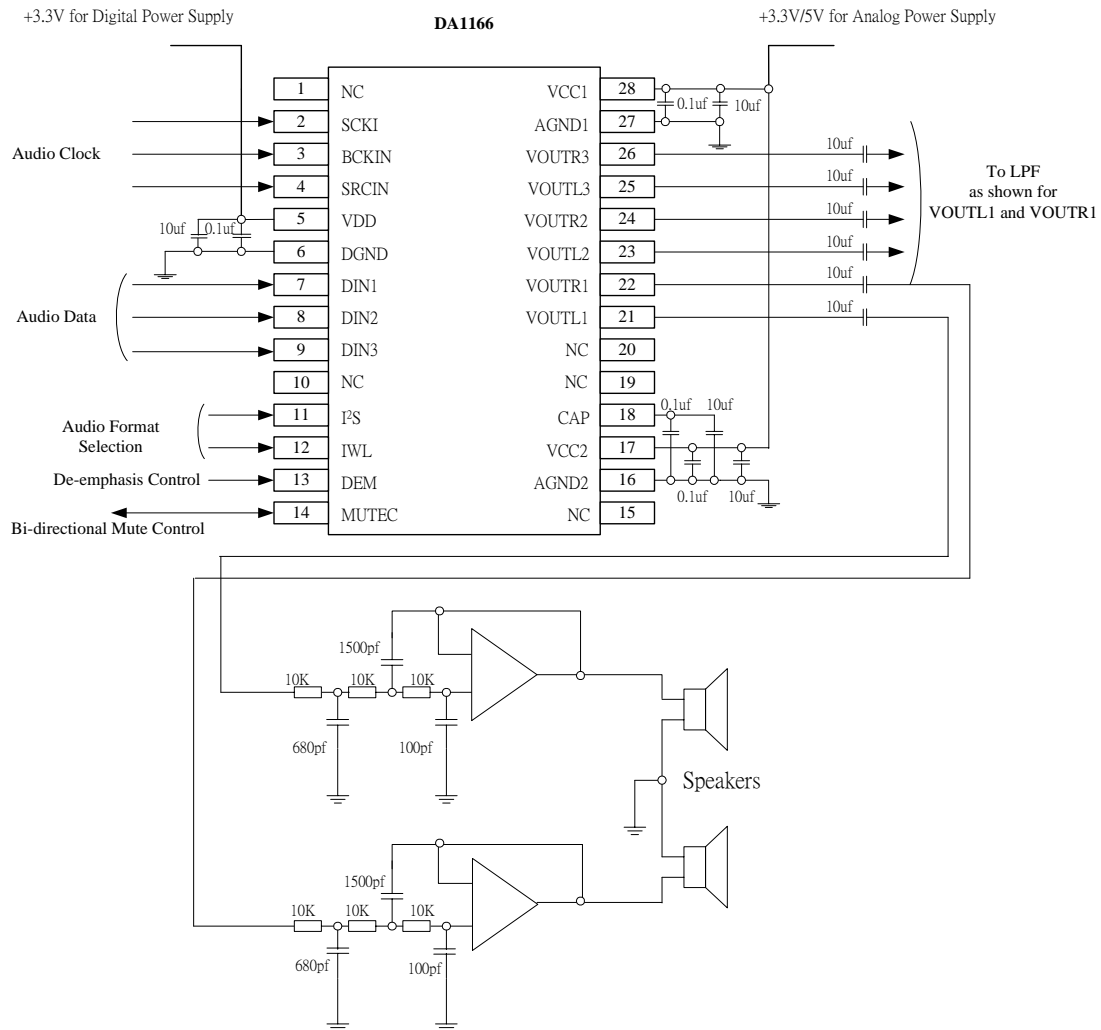 +3.3V for Digital Power Supply
DA1166
+3.3V/5V for Analog Power Supply
1 NC
2 SCKI
3 BCKIN
4 SRCIN
5 VDD
6 DGND
7 DIN1
8 DIN2
9 DIN3
10 NC
11 I²S
12 IWL
13 DEM
14 MUTEC
VCC1 28
AGND1 27
VOUTR3 26
VOUTL3 25
VOUTR2 24
VOUTL2 23
VOUTR1 22
VOUTL1 21
NC 20
NC 19
CAP 18
VCC2 17
AGND2 16
NC 15
Audio Clock
10uf 0.1uf
Audio Data
Audio Format
Selection
De-emphasis Control
Bi-directional Mute Control
0.1uf 10uf
10uf
10uf
10uf
10uf
10uf
10uf
To LPF
as shown for
VOUTL1 and VOUTR1
0.1uf 10uf
0.1uf 10uf
1500pf
10K 10K 10K
680pf 100pf
Speakers
1500pf
10K 10K 10K
680pf 100pf